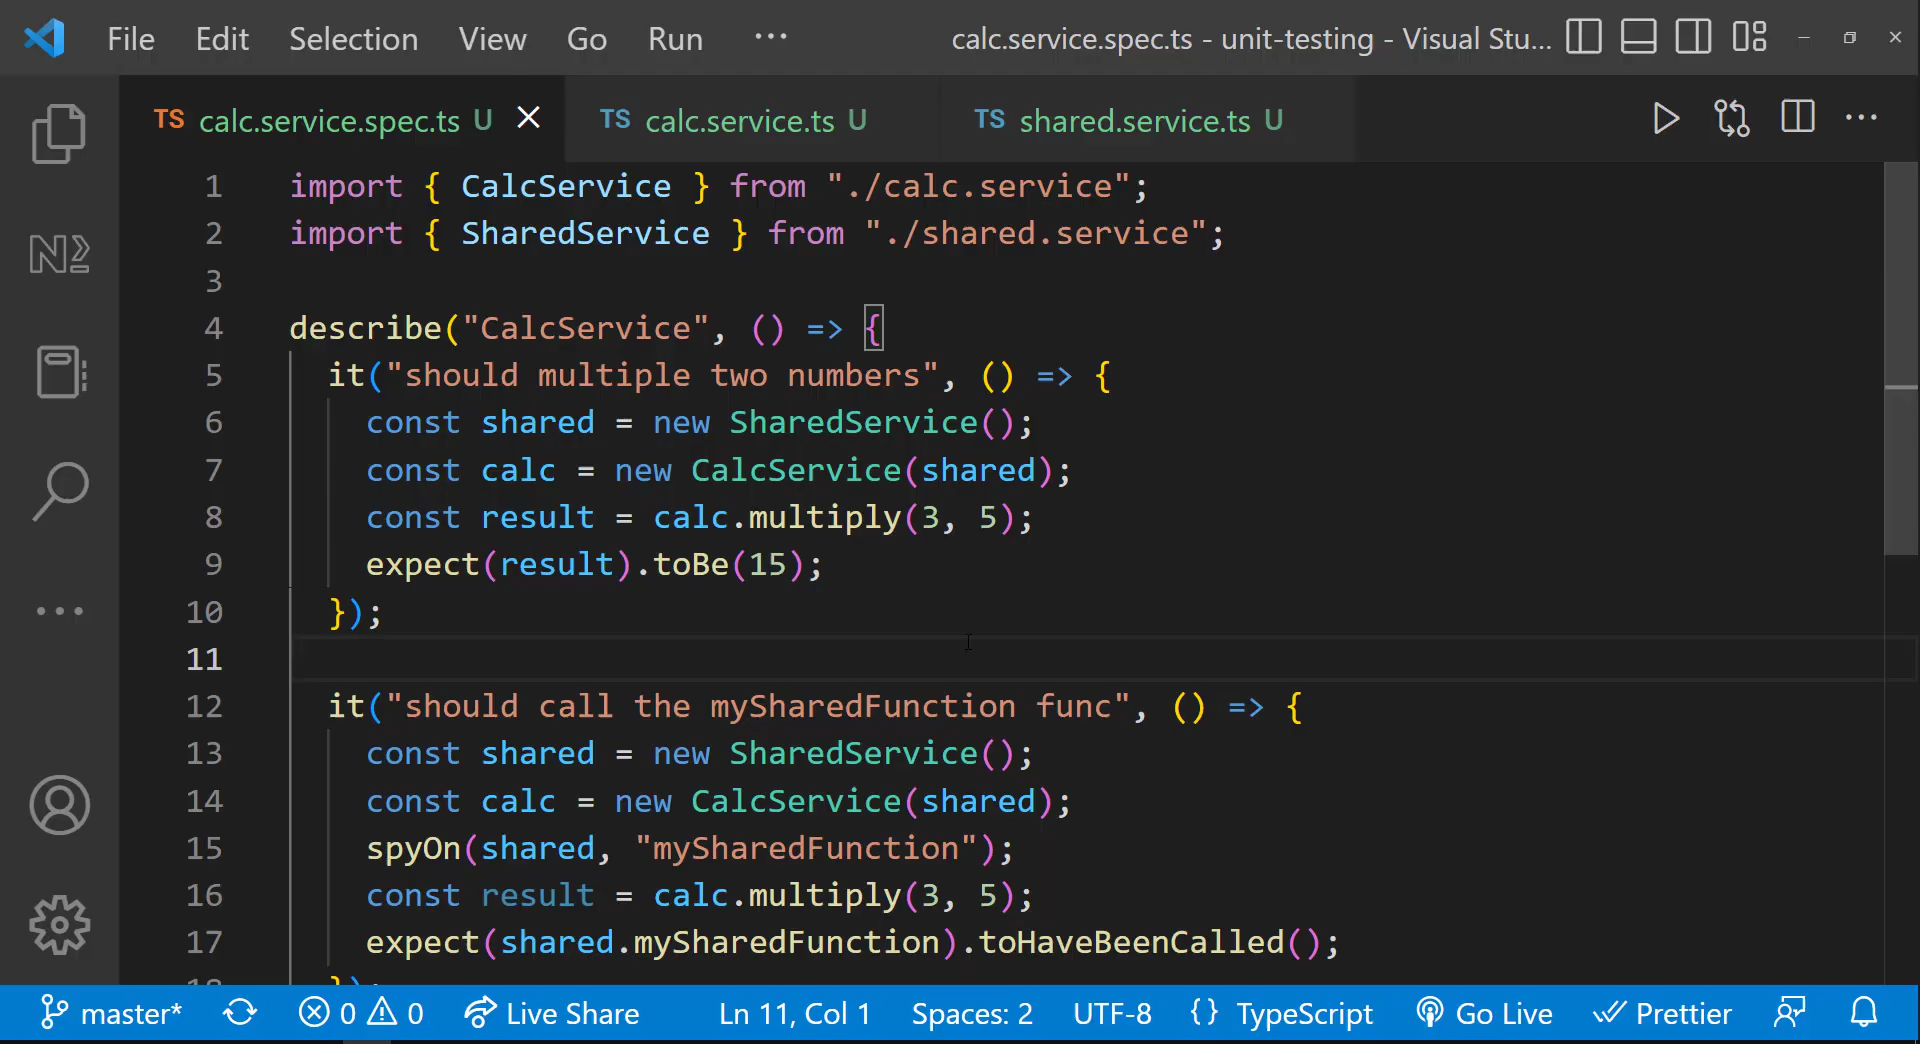 File Edit Selection View Go Run ··· calc.service.spec.ts - unit-testing - Visual Stu...
TS calc.service.spec.ts U TS calc.service.ts U TS shared.service.ts U
1 import { CalcService } from "./calc.service";
2 import { SharedService } from "./shared.service";
3
4 describe("CalcService", () => {
5 it("should multiple two numbers", () => {
6 const shared = new SharedService();
7 const calc = new CalcService(shared);
8 const result = calc.multiply(3, 5);
9 expect(result).toBe(15);
10 });
11
12 it("should call the mySharedFunction func", () => {
13 const shared = new SharedService();
14 const calc = new CalcService(shared);
15 spyOn(shared, "mySharedFunction");
16 const result = calc.multiply(3, 5);
17 expect(shared.mySharedFunction).toHaveBeenCalled();
18 });
master* 0 0 Live Share Ln 11, Col 1 Spaces: 2 UTF-8 {} TypeScript Go Live Prettier